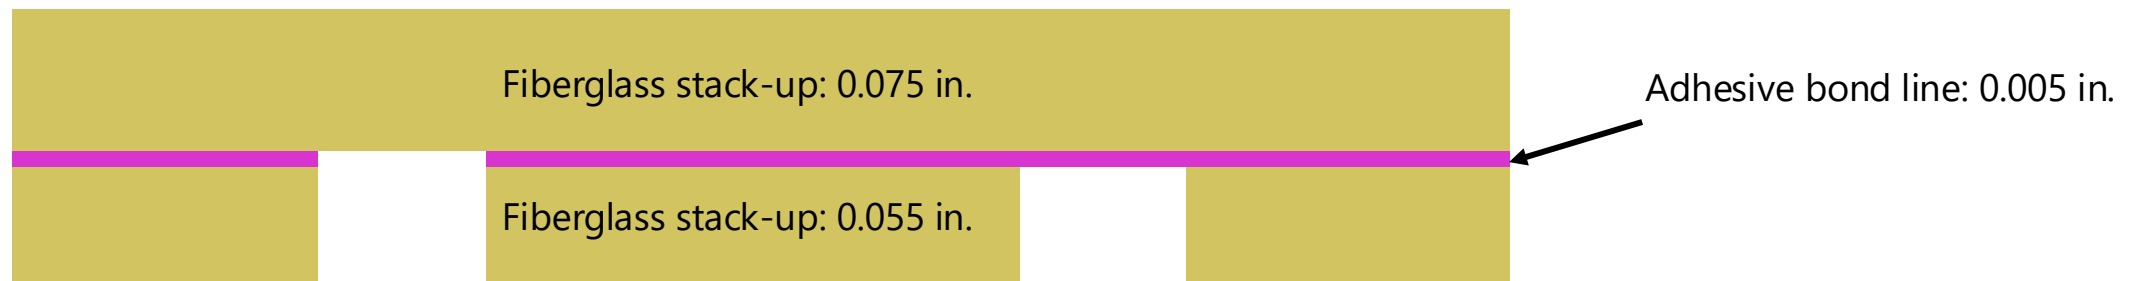 Fiberglass stack-up: 0.075 in.
Adhesive bond line: 0.005 in.
Fiberglass stack-up: 0.055 in.